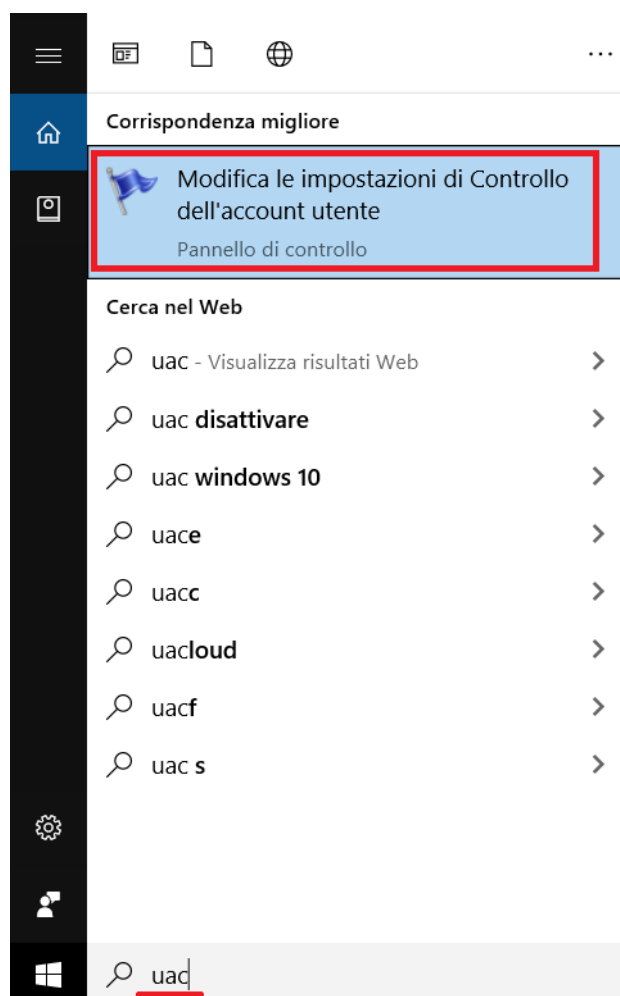 ...
Corrispondenza migliore
Modifica le impostazioni di Controllo
dell'account utente
Pannello di controllo
Cerca nel Web
uac - Visualizza risultati Web
uac disattivare
uac windows 10
uace
uacc
uacloud
uacf
uac s
uac